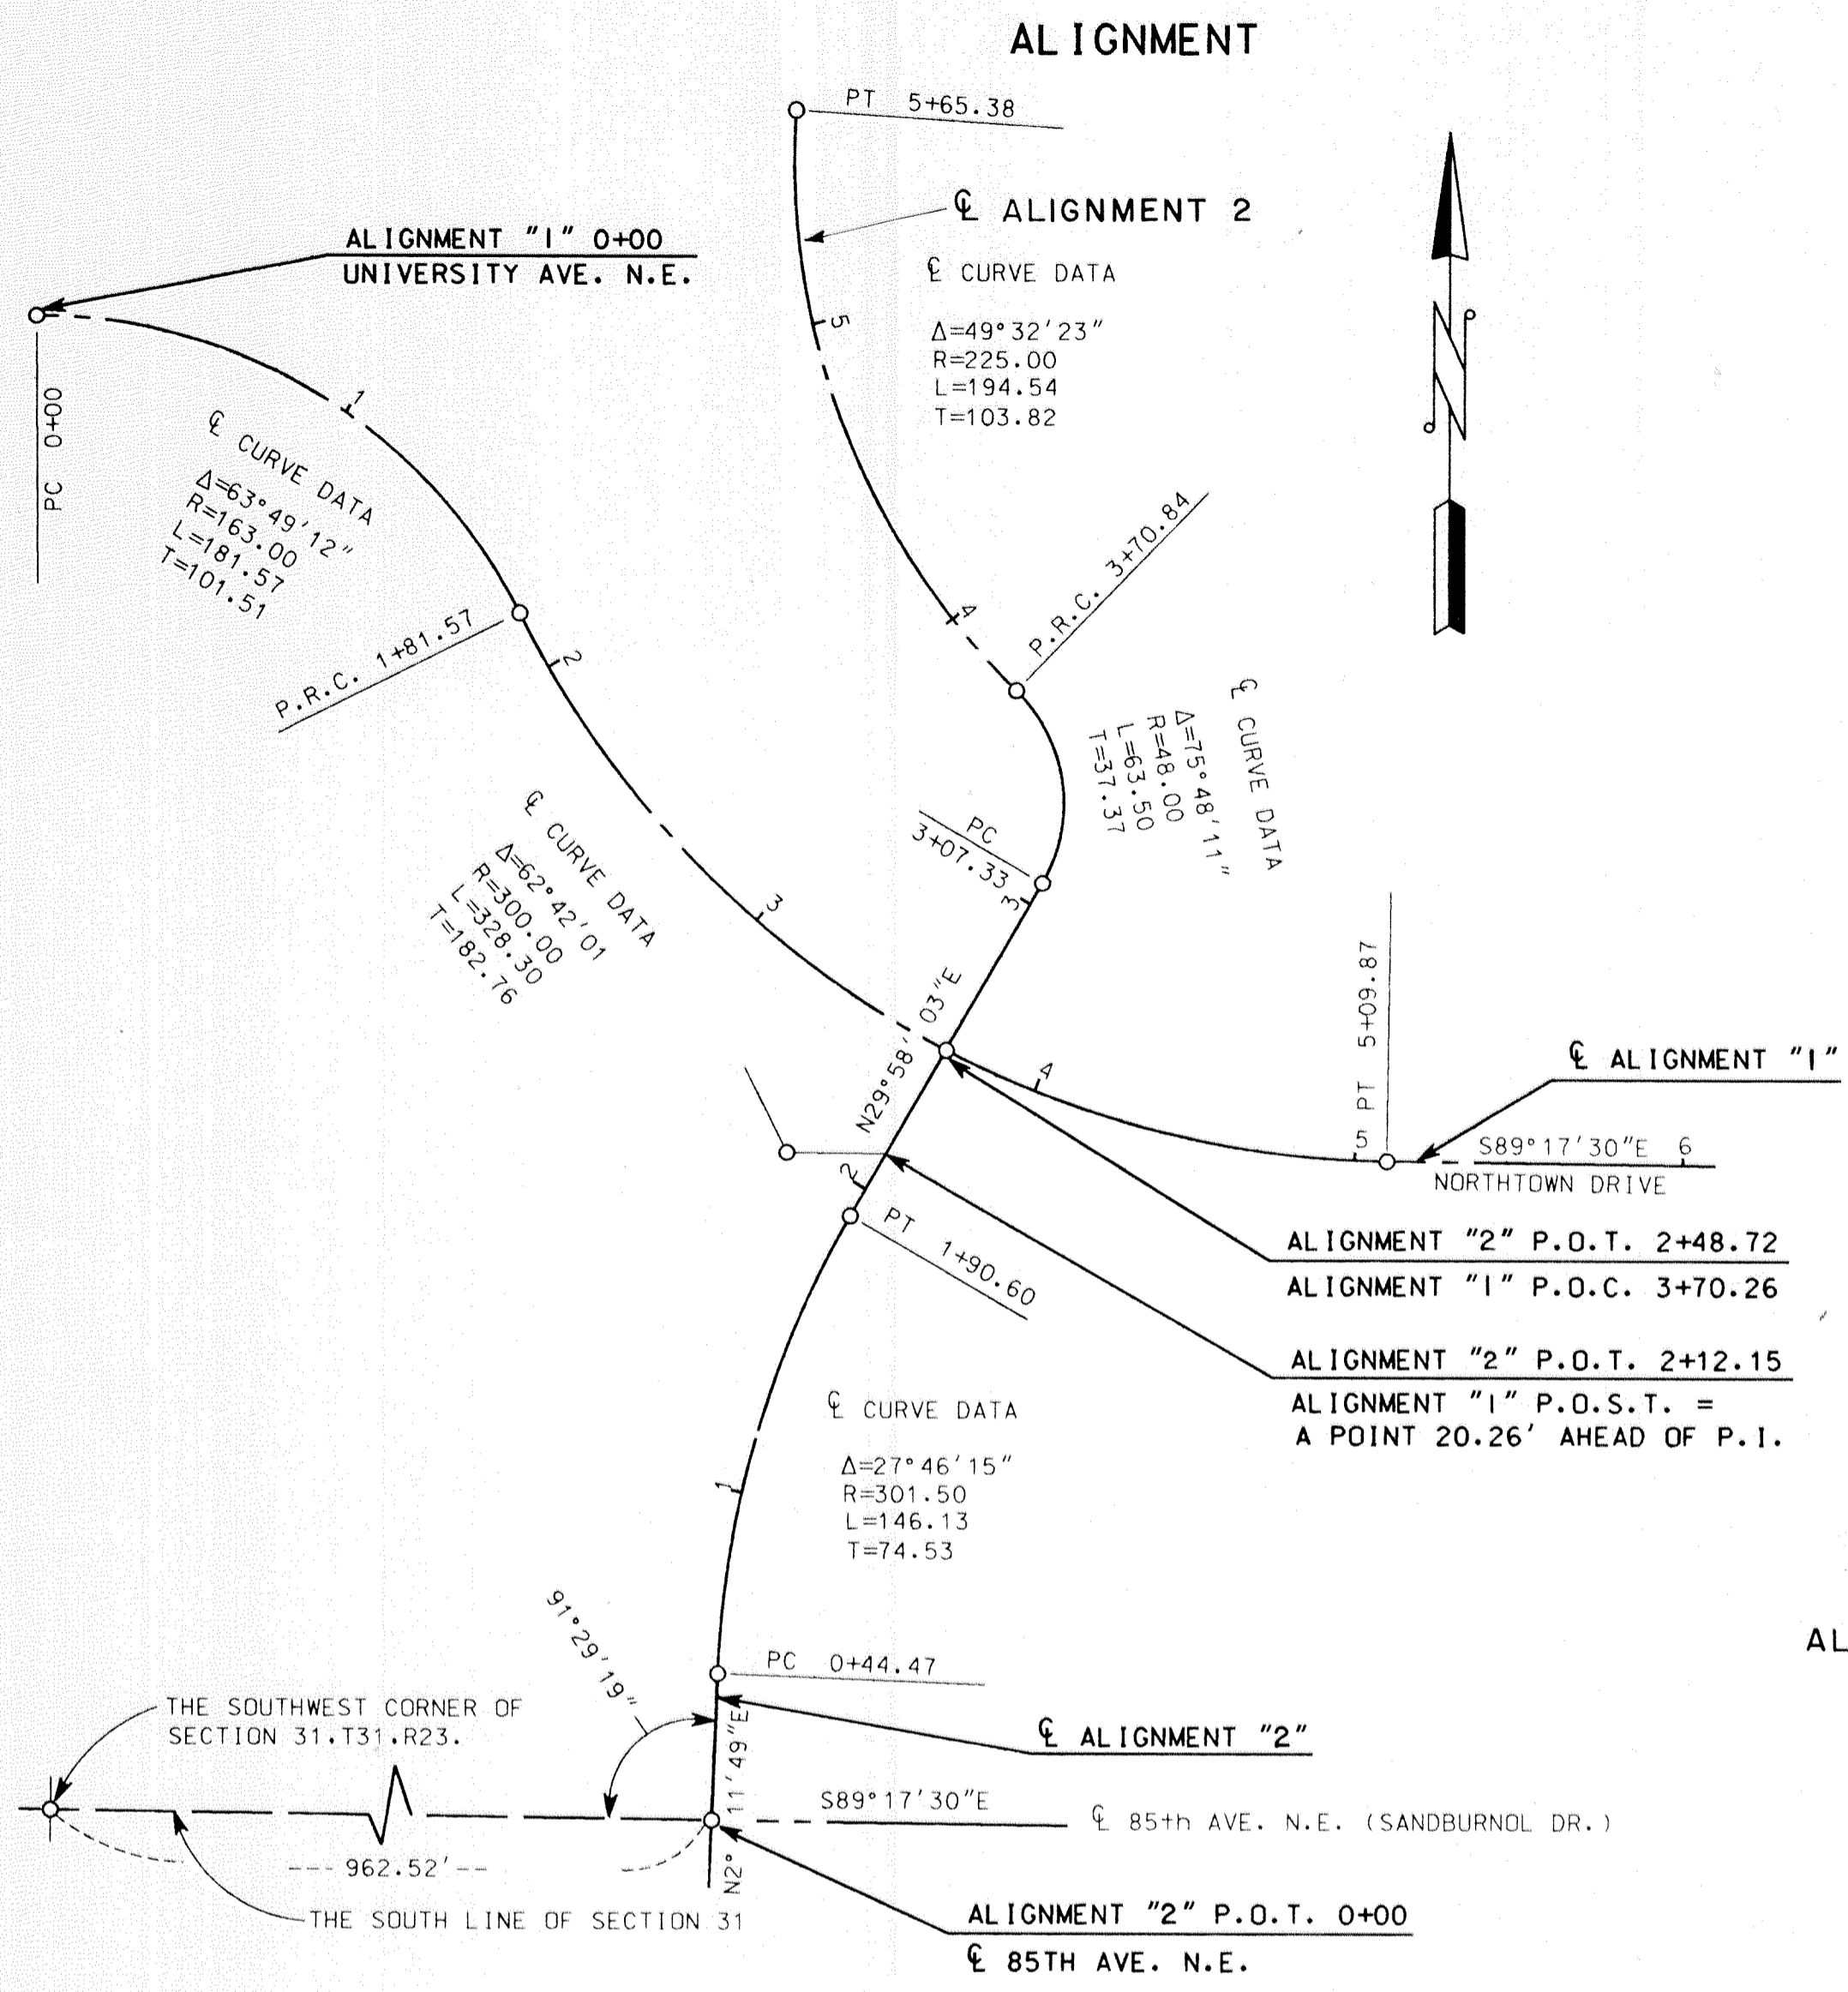 ALIGNMENT
PT 5+65.38
℄ ALIGNMENT 2
ALIGNMENT "1" 0+00
UNIVERSITY AVE. N.E.
℄ CURVE DATA
Δ=49°32'23"
R=225.00
L=194.54
T=103.82
5
1
PC 0+00
℄ CURVE DATA
Δ=63°49'12"
R=163.00
L=181.57
T=101.51
P.R.C. 3+70.84
4
P.R.C. 1+81.57
2
℄ CURVE DATA
Δ=75°48'11"
R=48.00
L=63.50
T=37.37
℄ CURVE DATA
Δ=62°42'01
R=300.00
L=328.30
T=182.76
PC
3+07.33
3
3
N29°58'03"E
PT 5+09.87
℄ ALIGNMENT "1"
4
5
S89°17'30"E 6
NORTHTOWN DRIVE
2
PT 1+90.60
ALIGNMENT "2" P.O.T. 2+48.72
ALIGNMENT "1" P.O.C. 3+70.26
ALIGNMENT "2" P.O.T. 2+12.15
ALIGNMENT "1" P.O.S.T. =
A POINT 20.26' AHEAD OF P.I.
℄ CURVE DATA
Δ=27°46'15"
R=301.50
L=146.13
T=74.53
1
91°29'19"
PC 0+44.47
AL
THE SOUTHWEST CORNER OF
SECTION 31.T31.R23.
℄ ALIGNMENT "2"
N2°11'49"E
S89°17'30"E
℄ 85th AVE. N.E. (SANDBURNOL DR.)
--- 962.52'--
THE SOUTH LINE OF SECTION 31
ALIGNMENT "2" P.O.T. 0+00
℄ 85TH AVE. N.E.